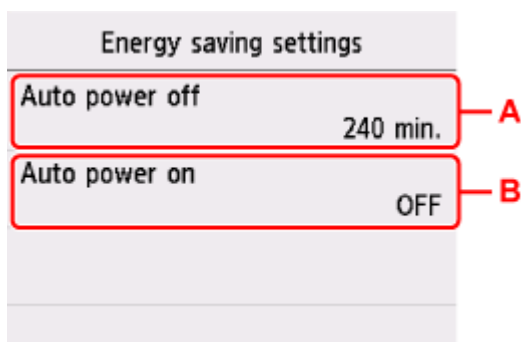 Energy saving settings
Auto power off
240 min.
A
Auto power on
OFF
B